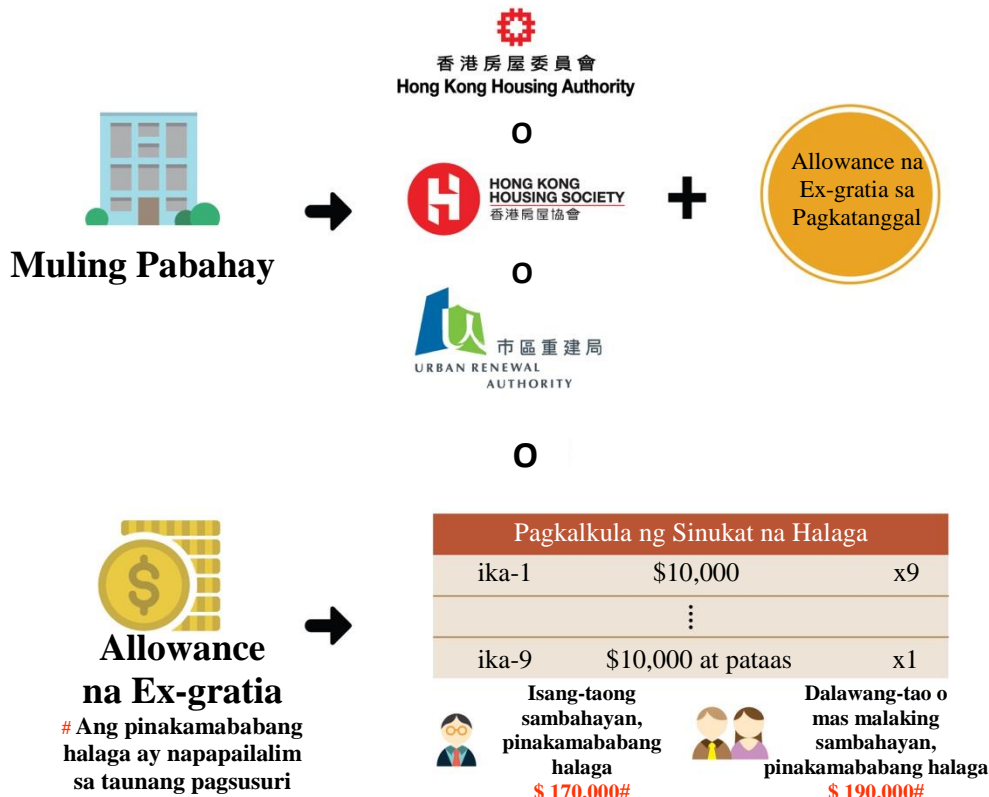 香港房屋委員會
Hong Kong Housing Authority
O
HONG KONG
HOUSING SOCIETY
香港房屋協會
O
市區重建局
URBAN RENEWAL
AUTHORITY
Muling Pabahay
Allowance na
Ex-gratia sa
Pagkatanggal
O
Allowance
na Ex-gratia
# Ang pinakamababang
halaga ay napapailalim
sa taunang pagsusuri
Pagkalkula ng Sinukat na Halaga
ika-1 $10,000 x9
⋮
ika-9 $10,000 at pataas x1
Isang-taong
sambahayan,
pinakamababang
halaga
$ 170,000#
Dalawang-tao o
mas malaking
sambahayan,
pinakamababang halaga
$ 190,000#